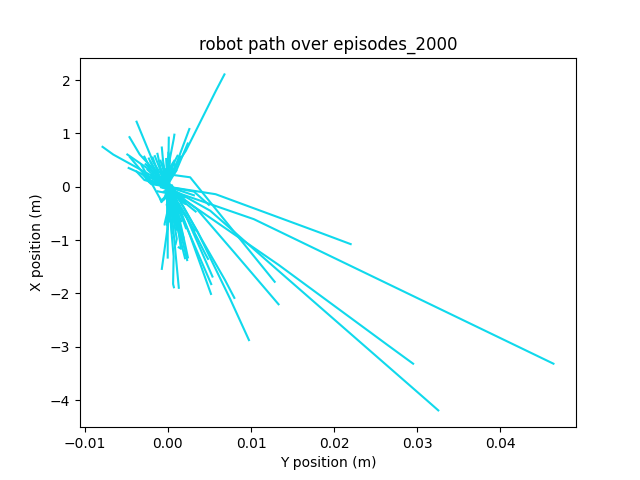 robot path over episodes_2000
X position (m)
2
1
0
−1
−2
−3
−4
−0.01 0.00 0.01 0.02 0.03 0.04
Y position (m)